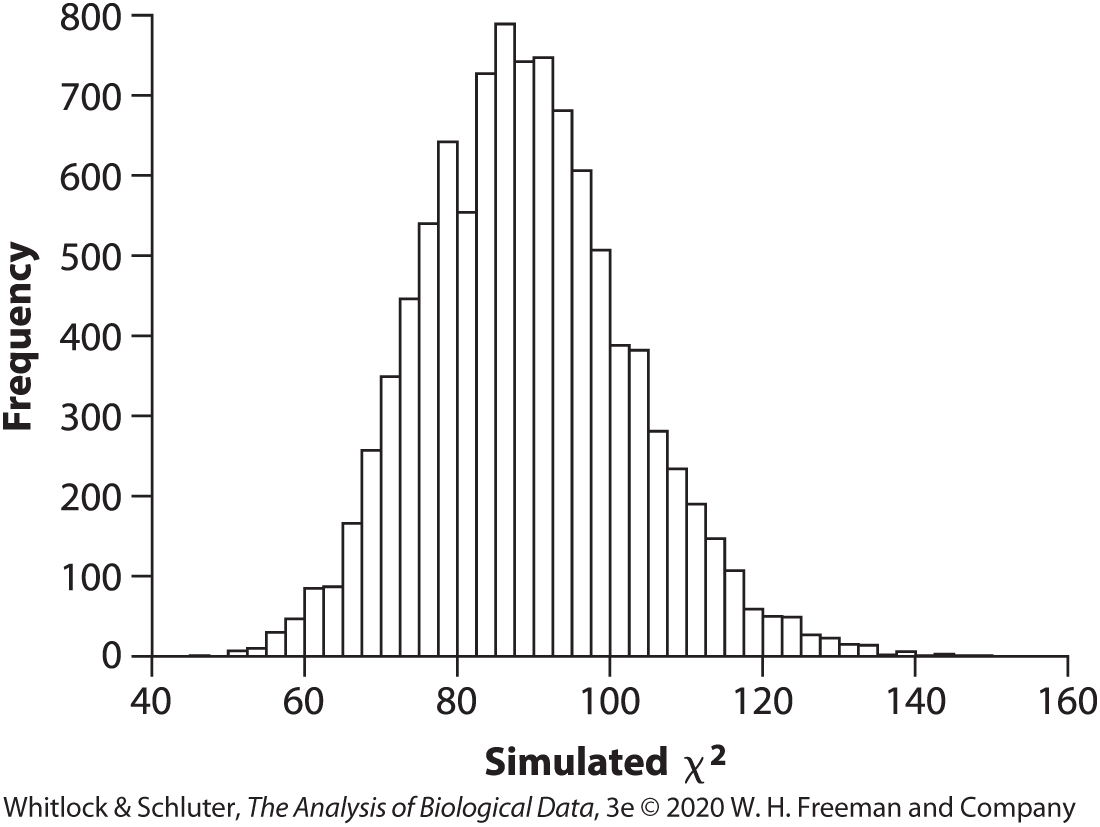 800
700
600
500
400
300
200
100
0
Frequency
40 60 80 100 120 140 160
Simulated χ²
Whitlock & Schluter, The Analysis of Biological Data, 3e © 2020 W. H. Freeman and Company